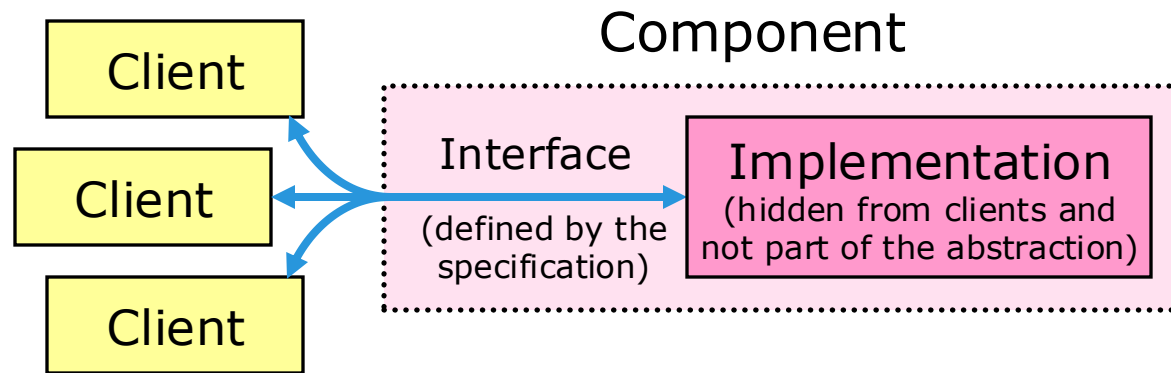 Component
Client
Client
Client
Interface
(defined by the
specification)
Implementation
(hidden from clients and
not part of the abstraction)